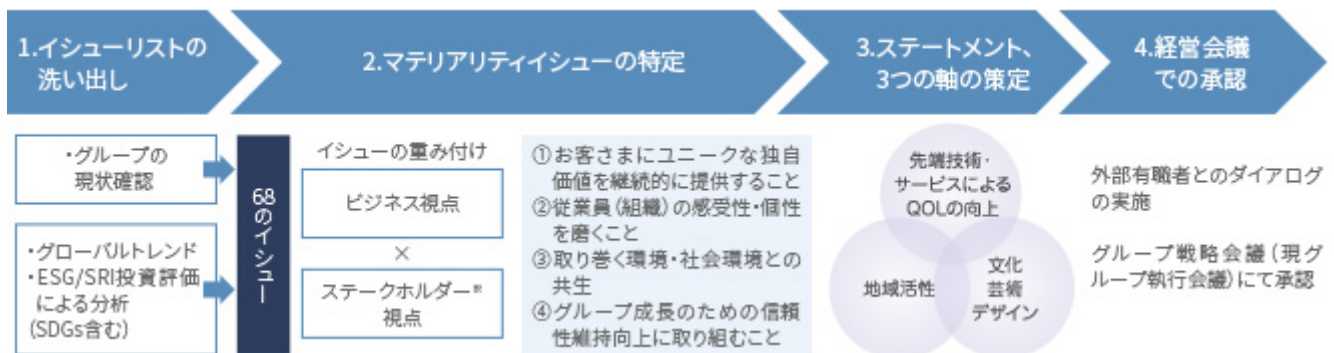 1.イシューリストの
洗い出し
2.マテリアリティイシューの特定
3.ステートメント、
3つの軸の策定
4.経営会議
での承認
・グループの
現状確認
・グローバルトレンド
・ESG/SRI投資評価
による分析
(SDGs含む)
68のイシュー
イシューの重み付け
ビジネス視点
×
ステークホルダー※
視点
①お客さまにユニークな独自
価値を継続的に提供すること
②従業員(組織)の感受性・個性
を磨くこと
③取り巻く環境・社会環境との
共生
④グループ成長のための信頼
性維持向上に取り組むこと
先端技術・
サービスによる
QOLの向上
地域活性
文化
芸術
デザイン
外部有職者とのダイアログ
の実施
グループ戦略会議(現グ
ループ執行会議)にて承認